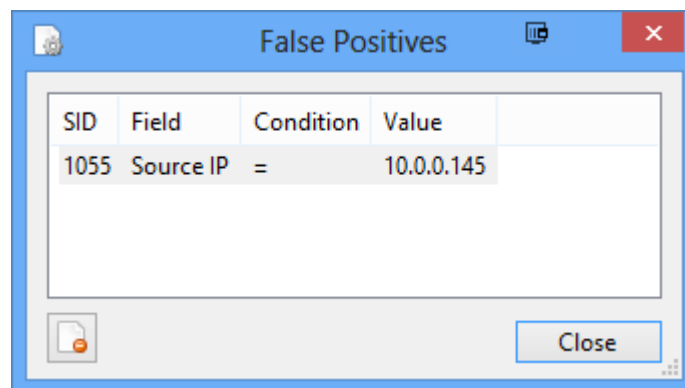 False Positives
SID Field Condition Value
1055 Source IP = 10.0.0.145
Close